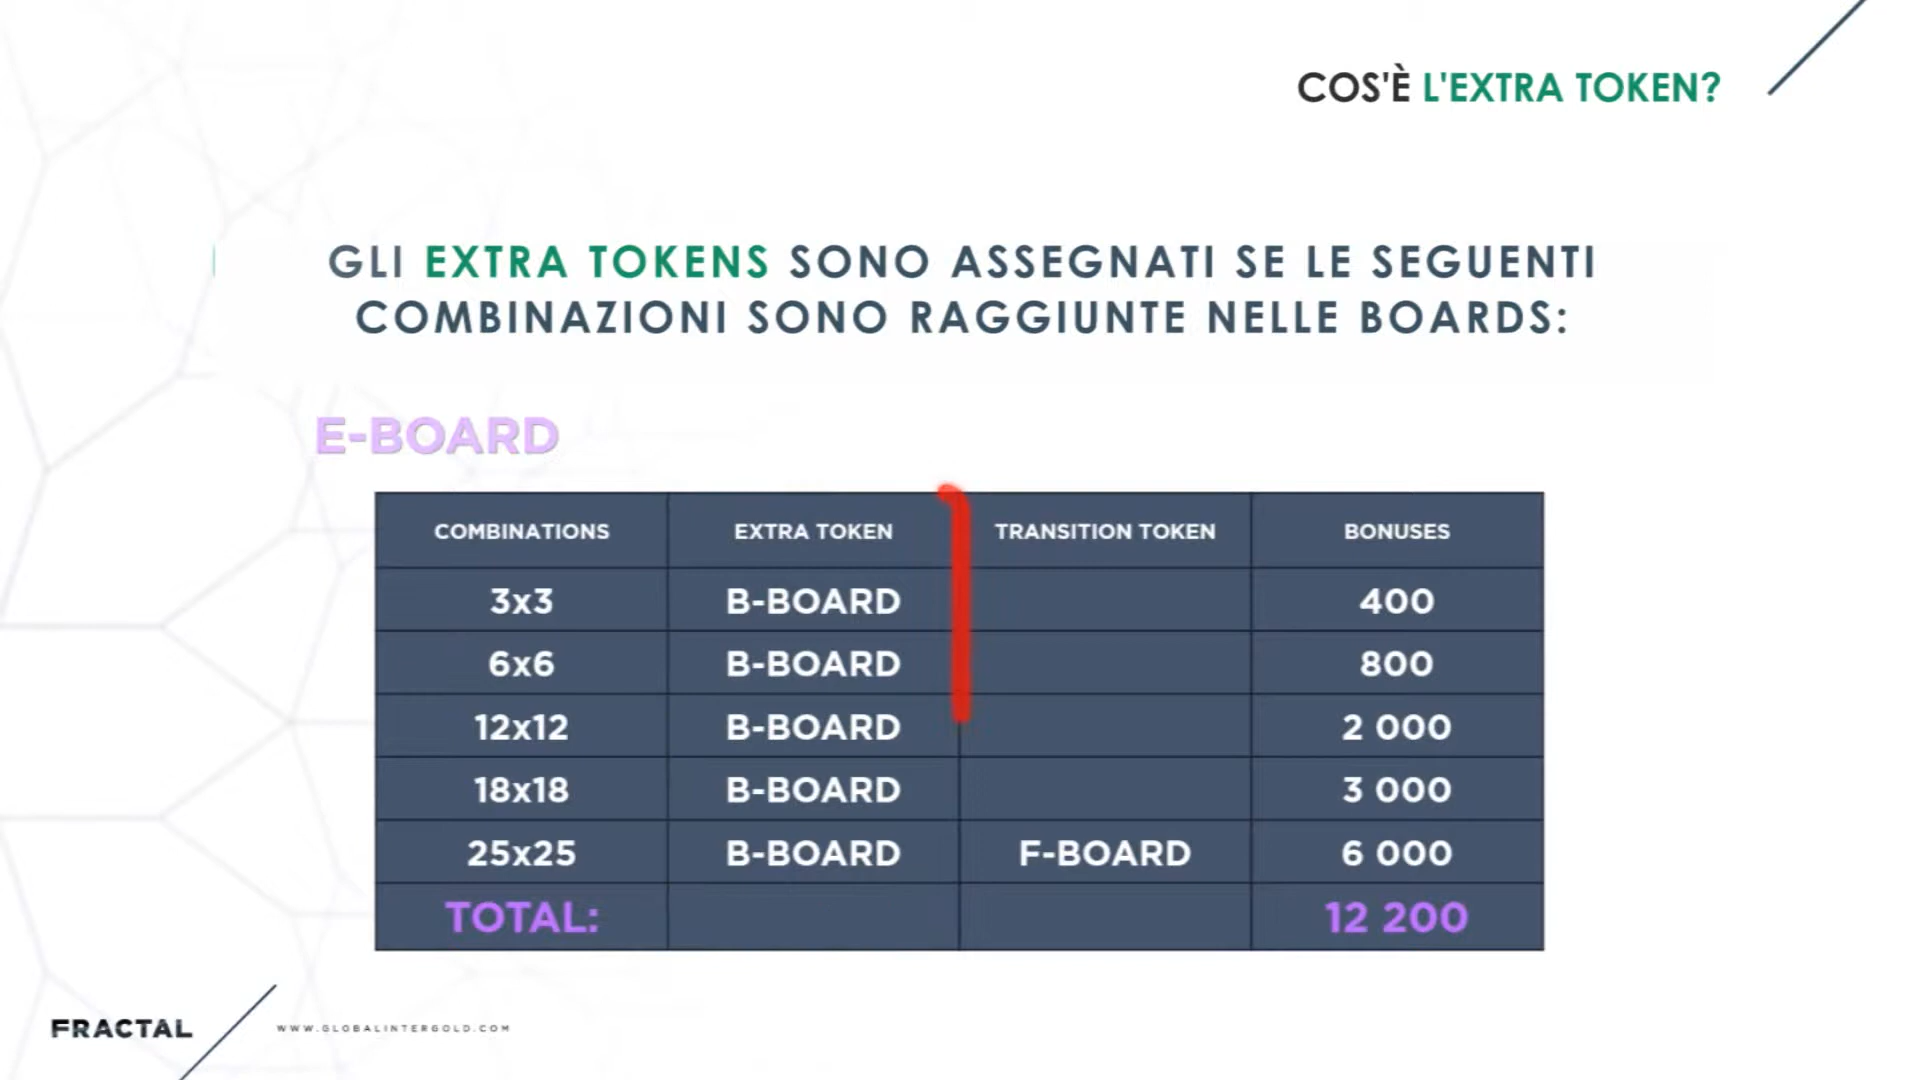 COS'È L'EXTRA TOKEN?
GLI EXTRA TOKENS SONO ASSEGNATI SE LE SEGUENTI
COMBINAZIONI SONO RAGGIUNTE NELLE BOARDS:
E-BOARD
COMBINATIONS EXTRA TOKEN TRANSITION TOKEN BONUSES
3x3 B-BOARD 400
6x6 B-BOARD 800
12x12 B-BOARD 2 000
18x18 B-BOARD 3 000
25x25 B-BOARD F-BOARD 6 000
TOTAL: 12 200
FRACTAL WWW.GLOBALINTERGOLD.COM